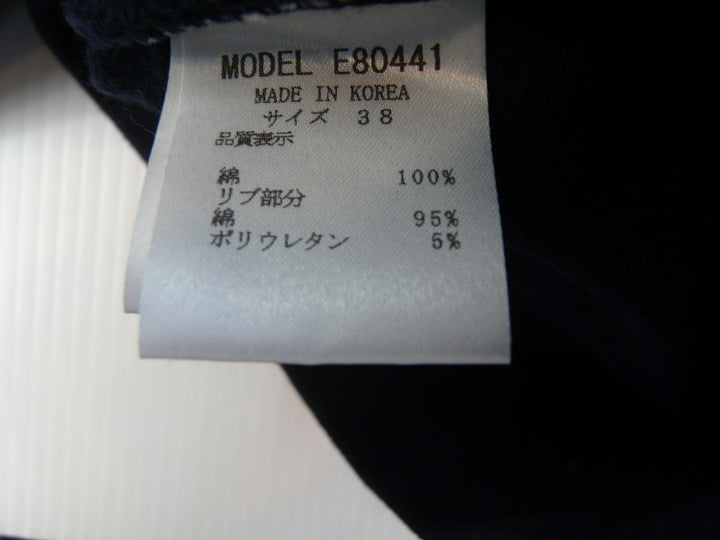 MODEL E80441
MADE IN KOREA
サイズ 38
品質表示
綿 100%
リブ部分
綿 95%
ポリウレタン 5%